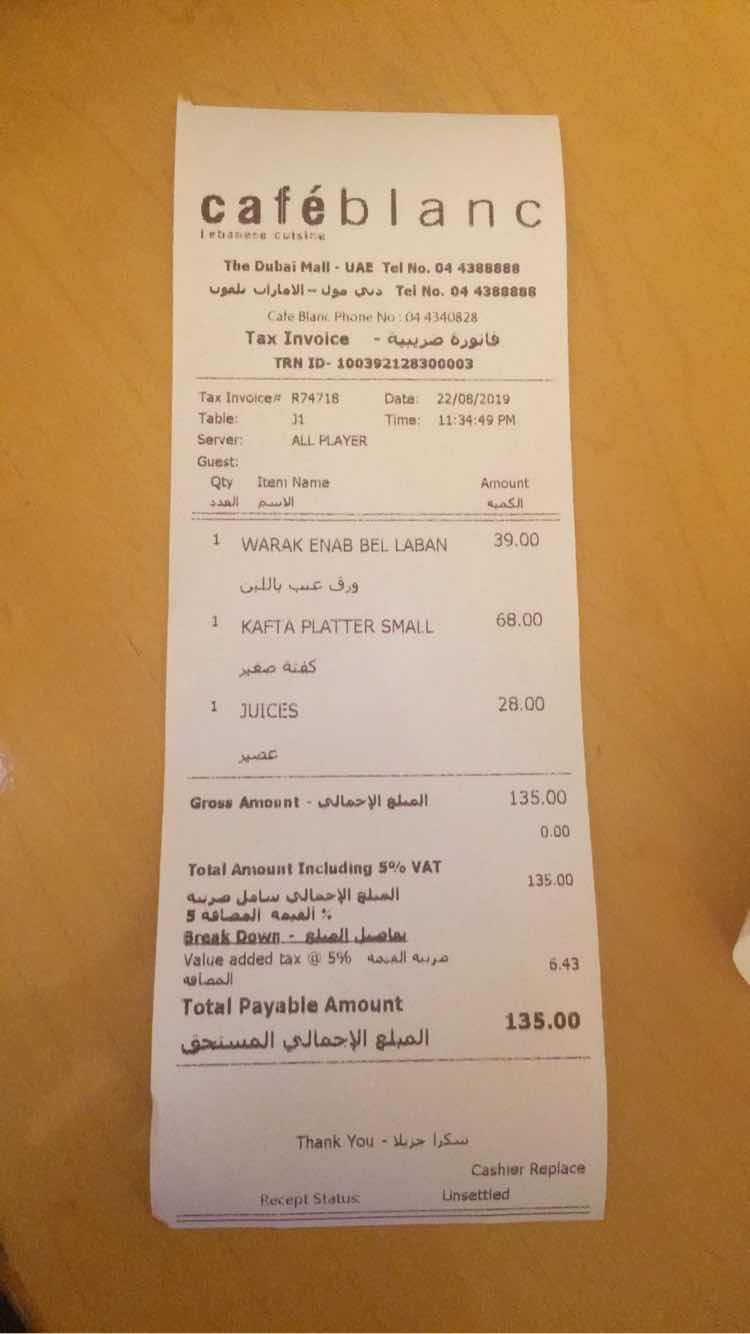 caféblanc
Lebanese cuisine
The Dubai Mall - UAE Tel No. 04 4388888
دبي مول - الامارات تلفون Tel No. 04 4388888
Cafe Blanc Phone No : 04 4340828
Tax Invoice - فاتورة ضريبية
TRN ID- 100392128300003
Tax Invoice# R74718 Date: 22/08/2019
Table: J1 Time: 11:34:49 PM
Server: ALL PLAYER
Guest:
Qty Item Name Amount
العدد الاسم الكميه
1 WARAK ENAB BEL LABAN 39.00
ورق عنب باللبن
1 KAFTA PLATTER SMALL 68.00
كفتة صغير
1 JUICES 28.00
عصير
Gross Amount - المبلغ الإجمالي 135.00
0.00
Total Amount Including 5% VAT 135.00
المبلغ الإجمالي شامل ضريبة
% القيمة المضافة 5
Break Down - تفاصيل المبلغ
Value added tax @ 5% ضريبة القيمة 6.43
المضافة
Total Payable Amount 135.00
المبلغ الإجمالي المستحق
Thank You - شكرا جزيلا
Cashier Replace
Recept Status: Unsettled